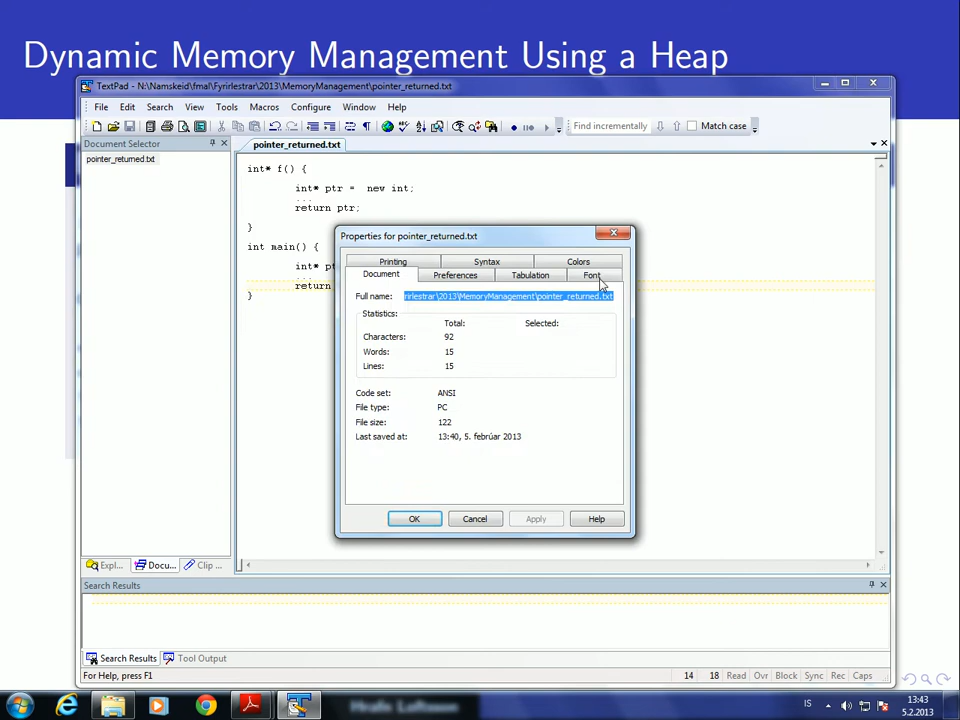 Dynamic Memory Management Using a Heap
TextPad - N:\Namskeid\fmal\Fyrirlestrar\2013\MemoryManagement\pointer_returned.txt
File Edit Search View Tools Macros Configure Window Help
Find incrementally Match case
Document Selector
pointer_returned.txt
pointer_returned.txt
int* f() {
int* ptr = new int;
...
return ptr;
}
int main() {
int* pt
...
return
}
Properties for pointer_returned.txt
Printing Syntax Colors
Document Preferences Tabulation Font
Full name: rirlestrar\2013\MemoryManagement\pointer_returned.txt
Statistics:
Total: Selected:
Characters: 92
Words: 15
Lines: 15
Code set: ANSI
File type: PC
File size: 122
Last saved at: 13:40, 5. febrúar 2013
OK Cancel Apply Help
Expl... Docu... Clip ...
Search Results
Search Results Tool Output
For Help, press F1
14 18 Read Ovr Block Sync Rec Caps
Hrafn Loftsson
IS
13:43
5.2.2013